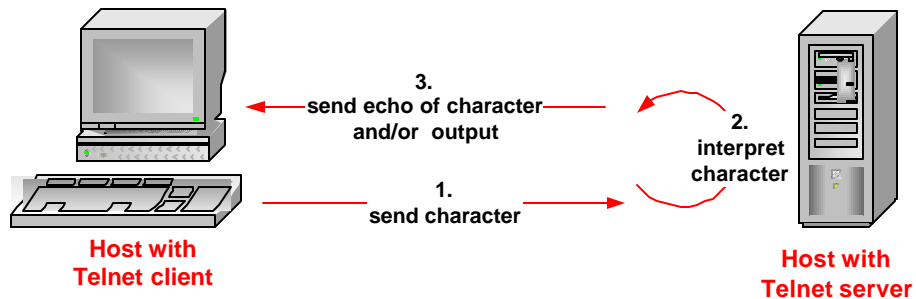 3.
send echo of character
and/or output
2.
interpret
character
1.
send character
Host with
Telnet client
Host with
Telnet server